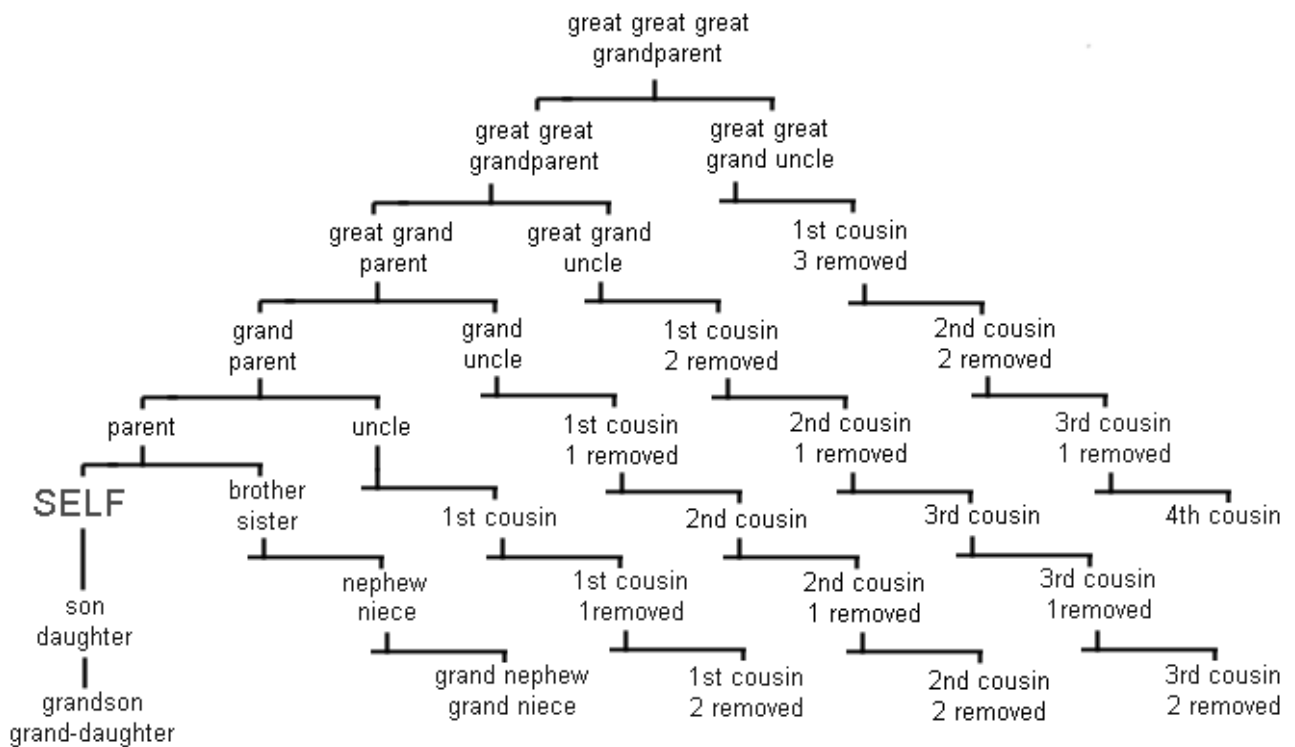 great great great
grandparent
great great
grandparent
great great
grand uncle
great grand
parent
great grand
uncle
1st cousin
3 removed
grand
parent
grand
uncle
1st cousin
2 removed
2nd cousin
2 removed
parent
uncle
1st cousin
1 removed
2nd cousin
1 removed
3rd cousin
1 removed
SELF
brother
sister
1st cousin
2nd cousin
3rd cousin
4th cousin
son
daughter
nephew
niece
1st cousin
1removed
2nd cousin
1 removed
3rd cousin
1removed
grandson
grand-daughter
grand nephew
grand niece
1st cousin
2 removed
2nd cousin
2 removed
3rd cousin
2 removed